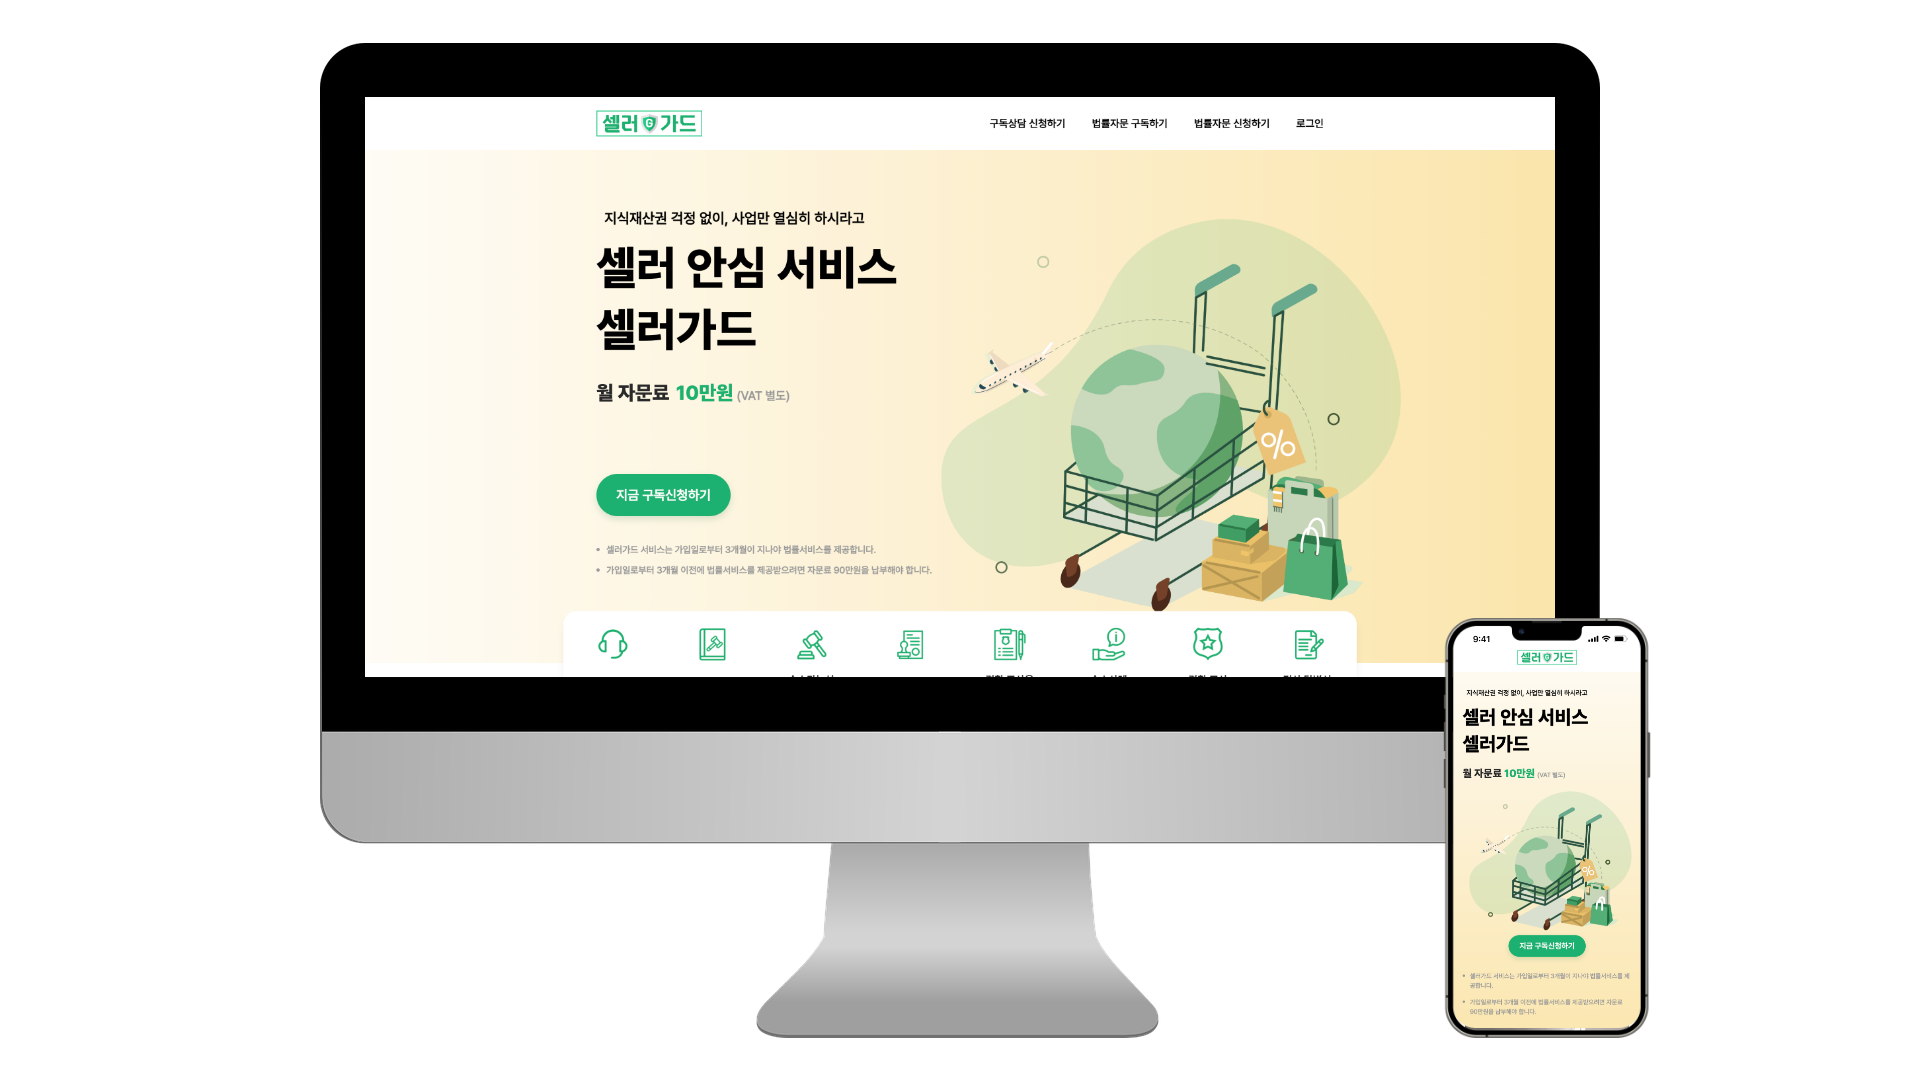 셀러 G 가드
구독상담 신청하기 법률자문 구독하기 법률자문 신청하기 로그인
지식재산권 걱정 없이, 사업만 열심히 하시라고
셀러 안심 서비스
셀러가드
월 자문료 10만원 (VAT 별도)
지금 구독신청하기
• 셀러가드 서비스는 가입일로부터 3개월이 지나야 법률서비스를 제공합니다.
• 가입일로부터 3개월 이전에 법률서비스를 제공받으려면 자문료 90만원을 납부해야 합니다.
%
9:41
셀러 G 가드
지식재산권 걱정 없이, 사업만 열심히 하시라고
셀러 안심 서비스
셀러가드
월 자문료 10만원 (VAT 별도)
%
지금 구독신청하기
• 셀러가드 서비스는 가입일로부터 3개월이 지나야 법률서비스를 제
공합니다.
• 가입일로부터 3개월 이전에 법률서비스를 제공받으려면 자문료
90만원을 납부해야 합니다.